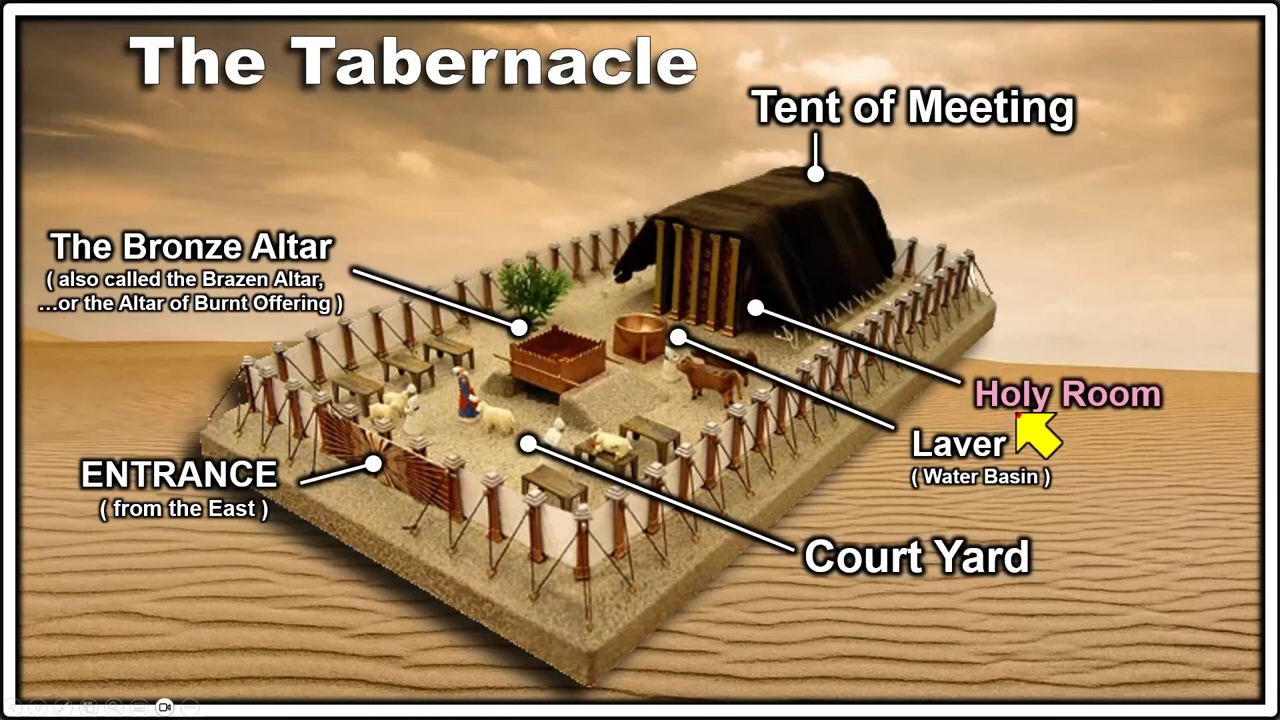 The Tabernacle
Tent of Meeting
The Bronze Altar
( also called the Brazen Altar,
...or the Altar of Burnt Offering )
Holy Room
Laver
( Water Basin )
ENTRANCE
( from the East )
Court Yard